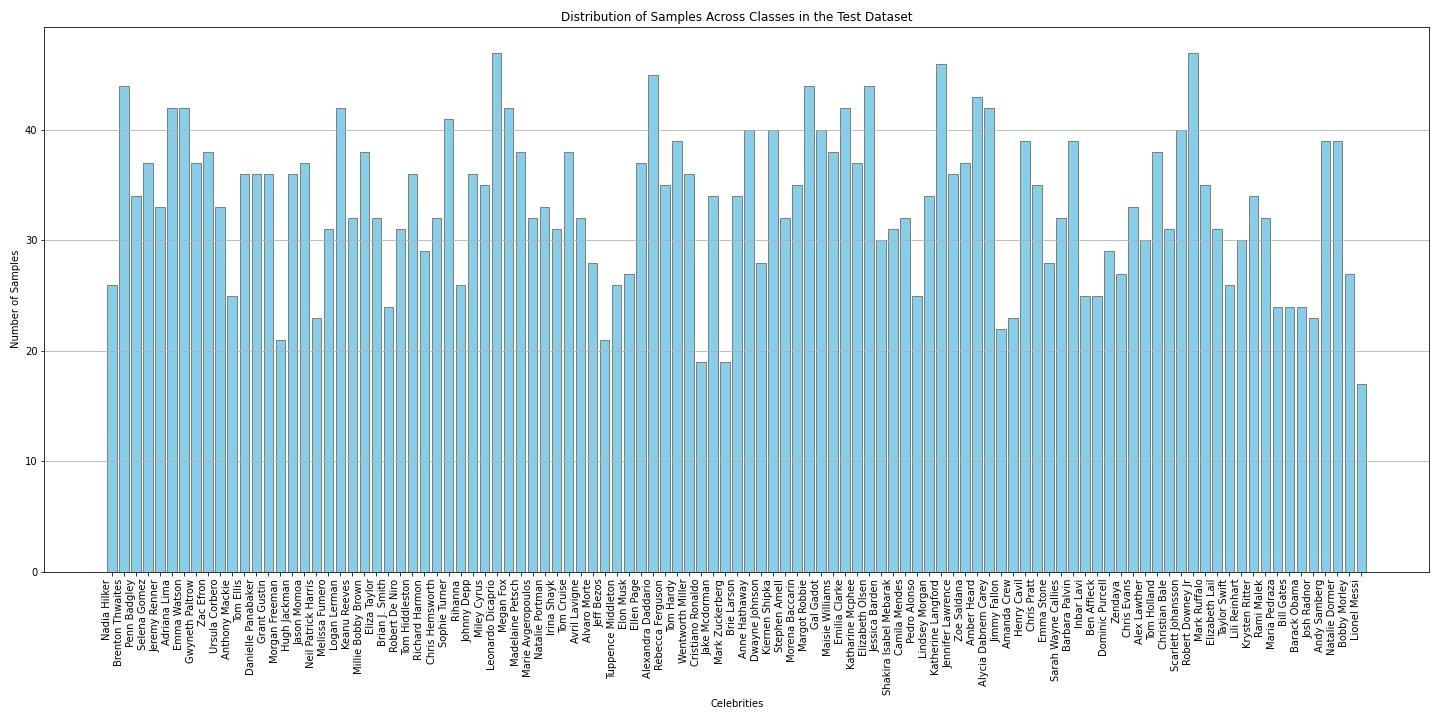 Distribution of Samples Across Classes in the Test Dataset
Number of Samples
40
30
20
10
0
Nadia Hilker
Brenton Thwaites
Penn Badgley
Selena Gomez
Jeremy Renner
Adriana Lima
Emma Watson
Gwyneth Paltrow
Zac Efron
Ursula Corbero
Anthony Mackie
Tom Ellis
Danielle Panabaker
Grant Gustin
Morgan Freeman
Hugh Jackman
Jason Momoa
Neil Patrick Harris
Melissa Fumero
Logan Lerman
Keanu Reeves
Millie Bobby Brown
Eliza Taylor
Brian J. Smith
Robert De Niro
Tom Hiddleston
Richard Harmon
Chris Hemsworth
Sophie Turner
Rihanna
Johnny Depp
Miley Cyrus
Leonardo Dicaprio
Megan Fox
Madelaine Petsch
Marie Avgeropoulos
Natalie Portman
Irina Shayk
Tom Cruise
Avril Lavigne
Alvaro Morte
Jeff Bezos
Tuppence Middleton
Elon Musk
Ellen Page
Alexandra Daddario
Rebecca Ferguson
Tom Hardy
Wentworth Miller
Cristiano Ronaldo
Jake Mcdorman
Mark Zuckerberg
Brie Larson
Anne Hathaway
Dwayne Johnson
Kiernen Shipka
Stephen Amell
Morena Baccarin
Margot Robbie
Gal Gadot
Maisie Williams
Emilia Clarke
Katharine Mcphee
Elizabeth Olsen
Jessica Barden
Shakira Isabel Mebarak
Camila Mendes
Pedro Alonso
Lindsey Morgan
Katherine Langford
Jennifer Lawrence
Zoe Saldana
Amber Heard
Alycia Dabnem Carey
Jimmy Fallon
Amanda Crew
Henry Cavil
Chris Pratt
Emma Stone
Sarah Wayne Callies
Barbara Palvin
Inbar Lavi
Ben Affleck
Dominic Purcell
Zendaya
Chris Evans
Alex Lawther
Tom Holland
Christian Bale
Scarlett Johansson
Robert Downey Jr
Mark Ruffalo
Elizabeth Lail
Taylor Swift
Lili Reinhart
Krysten Ritter
Rami Malek
Maria Pedraza
Bill Gates
Barack Obama
Josh Radnor
Andy Samberg
Natalie Dormer
Bobby Morley
Lionel Messi
Celebrities